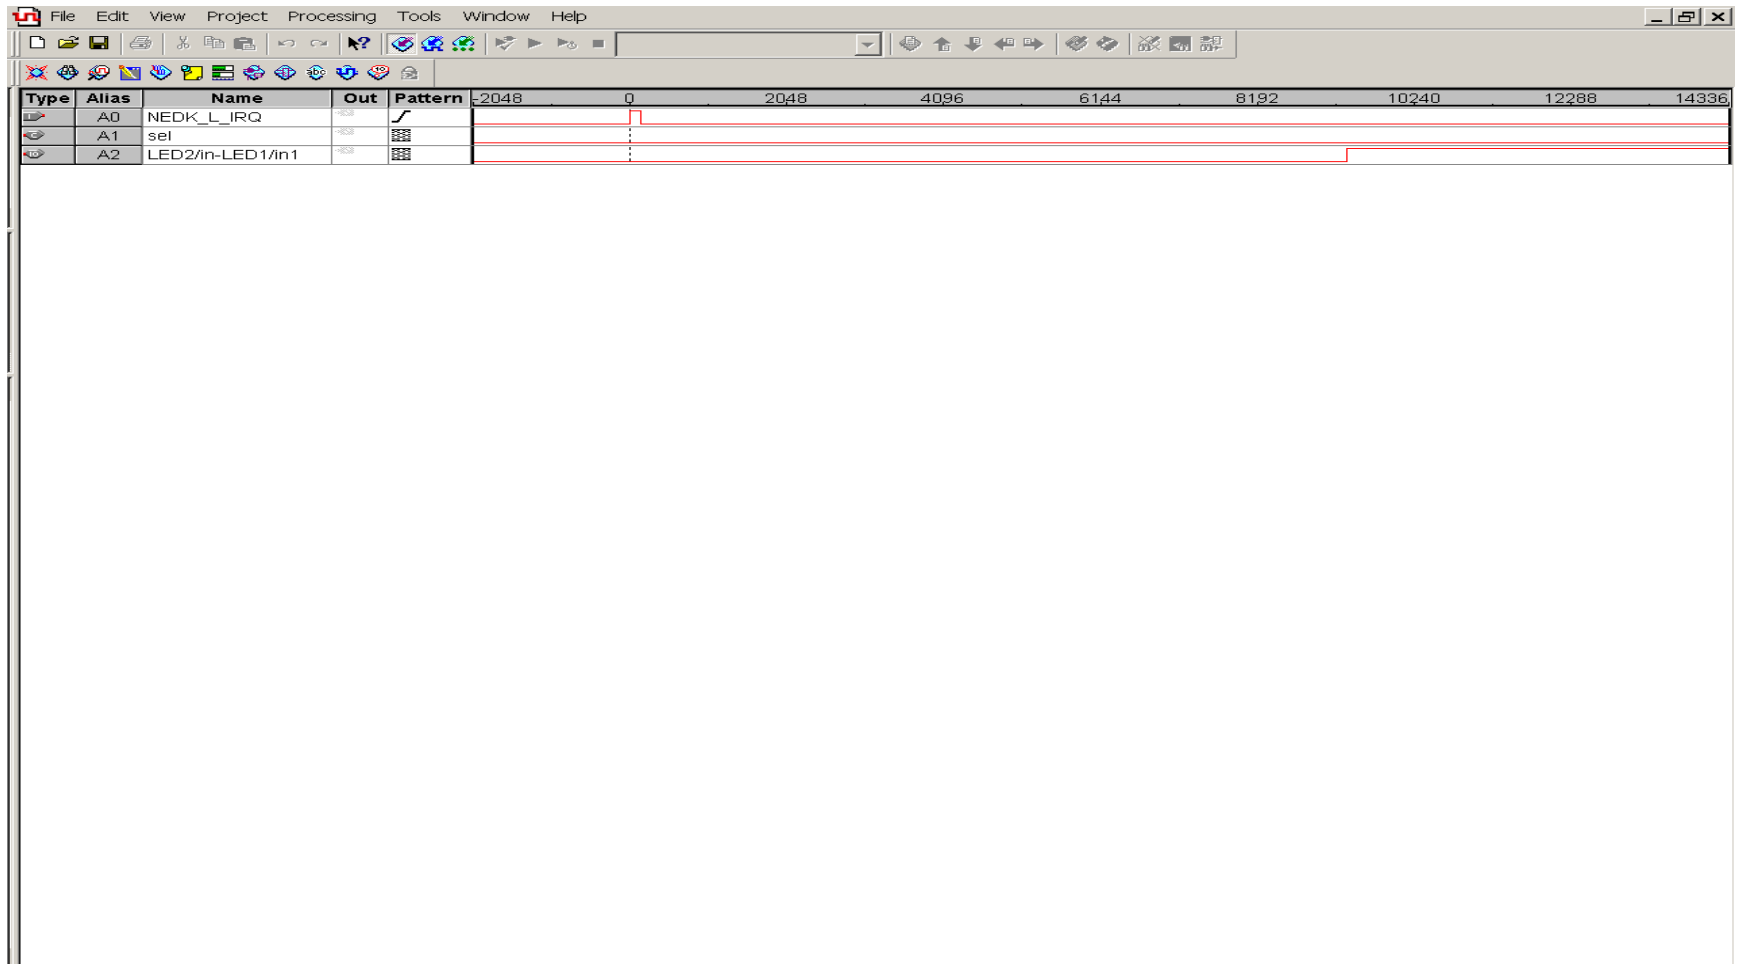 File Edit View Project Processing Tools Window Help
Type Alias Name Out Pattern -2048 0 2048 4096 6144 8192 10240 12288 14336
A0 NEDK_L_IRQ
A1 sel
A2 LED2/in-LED1/in1